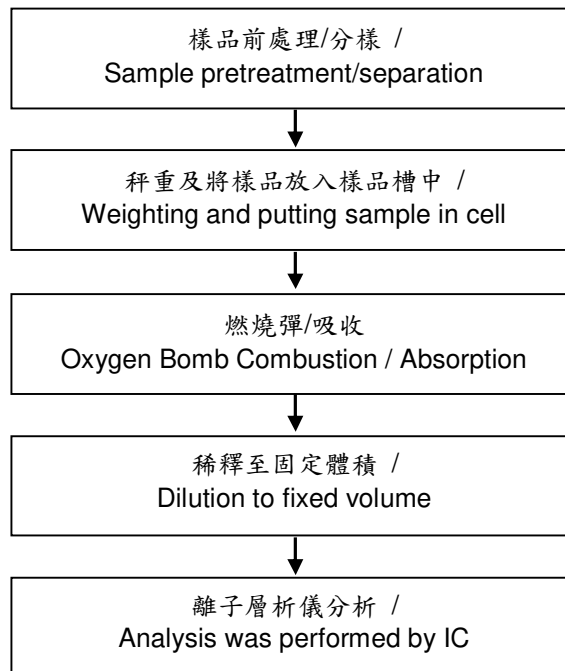 樣品前處理/分樣 /
Sample pretreatment/separation
秤重及將樣品放入樣品槽中 /
Weighting and putting sample in cell
燃燒彈/吸收
Oxygen Bomb Combustion / Absorption
稀釋至固定體積 /
Dilution to fixed volume
離子層析儀分析 /
Analysis was performed by IC